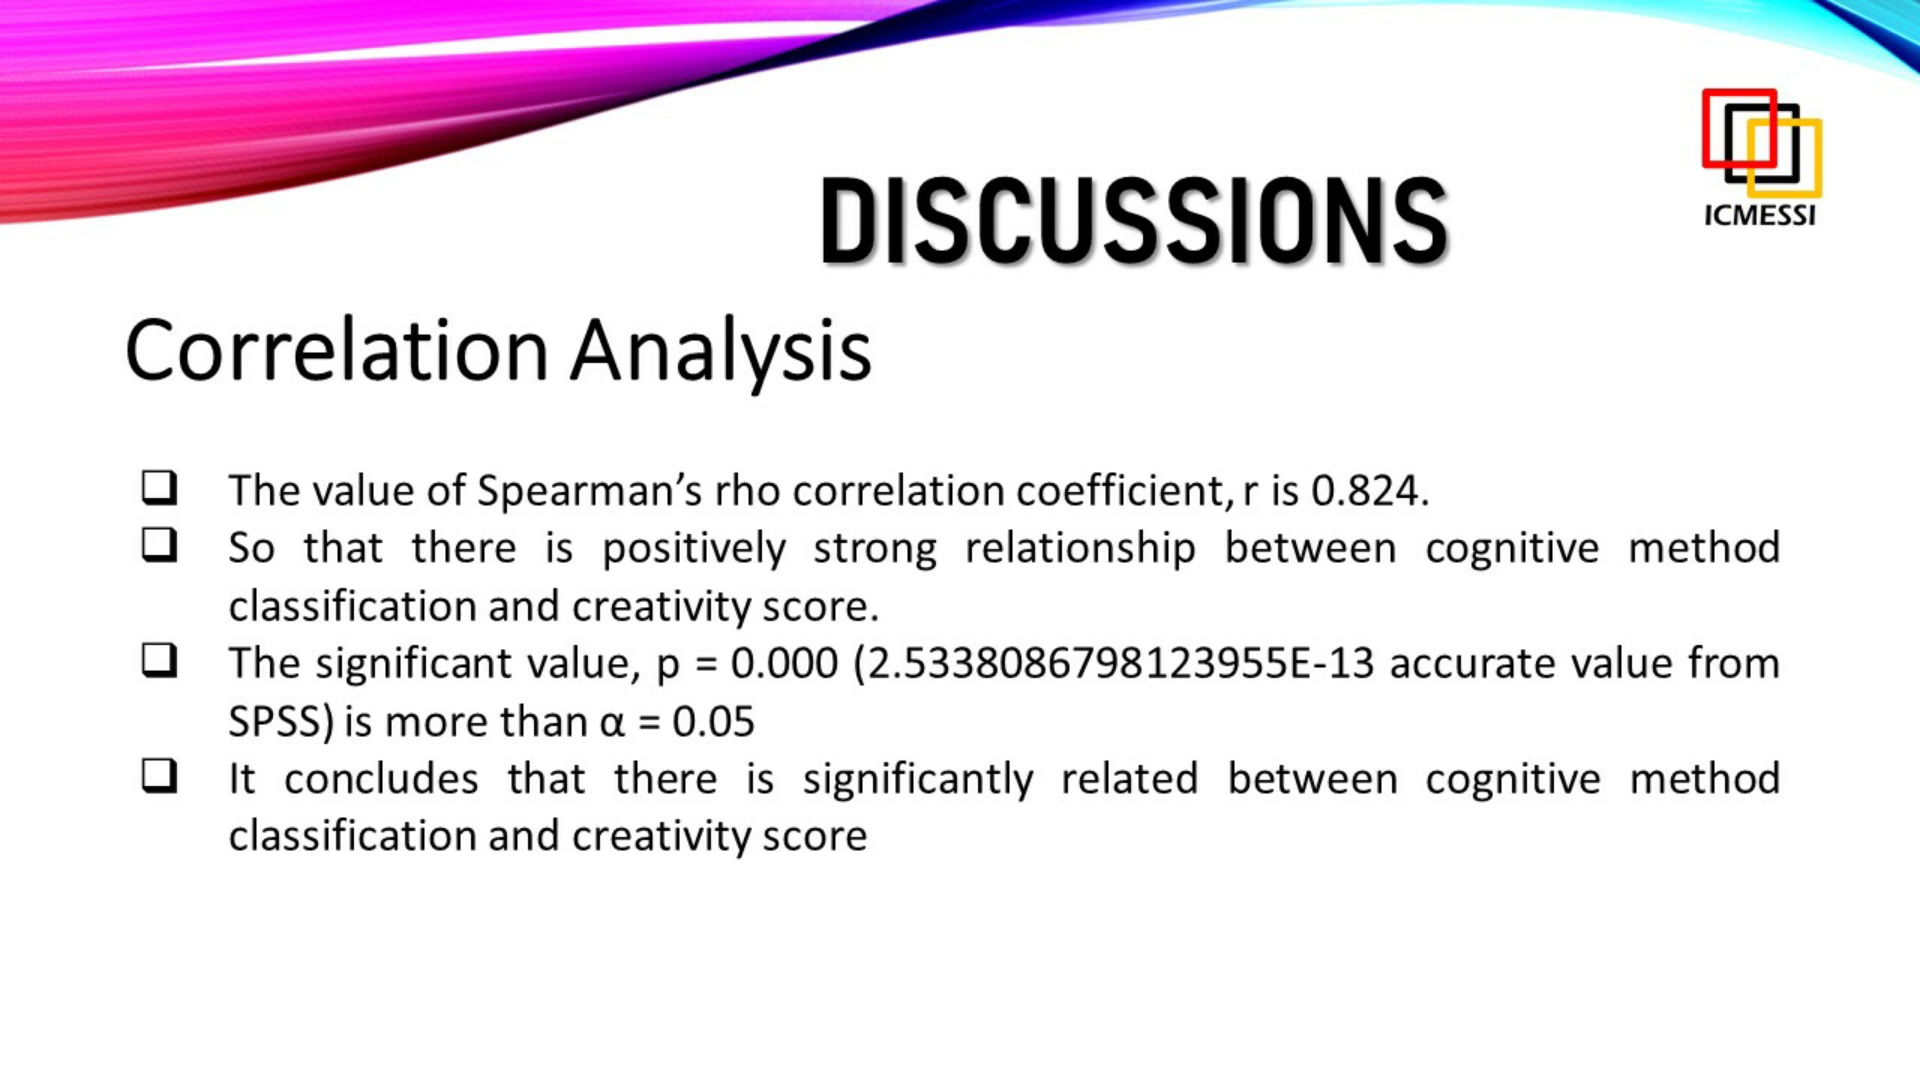 ICMESSI
DISCUSSIONS
Correlation Analysis
❑ The value of Spearman’s rho correlation coefficient, r is 0.824.
❑ So that there is positively strong relationship between cognitive method
classification and creativity score.
❑ The significant value, p = 0.000 (2.5338086798123955E-13 accurate value from
SPSS) is more than α = 0.05
❑ It concludes that there is significantly related between cognitive method
classification and creativity score